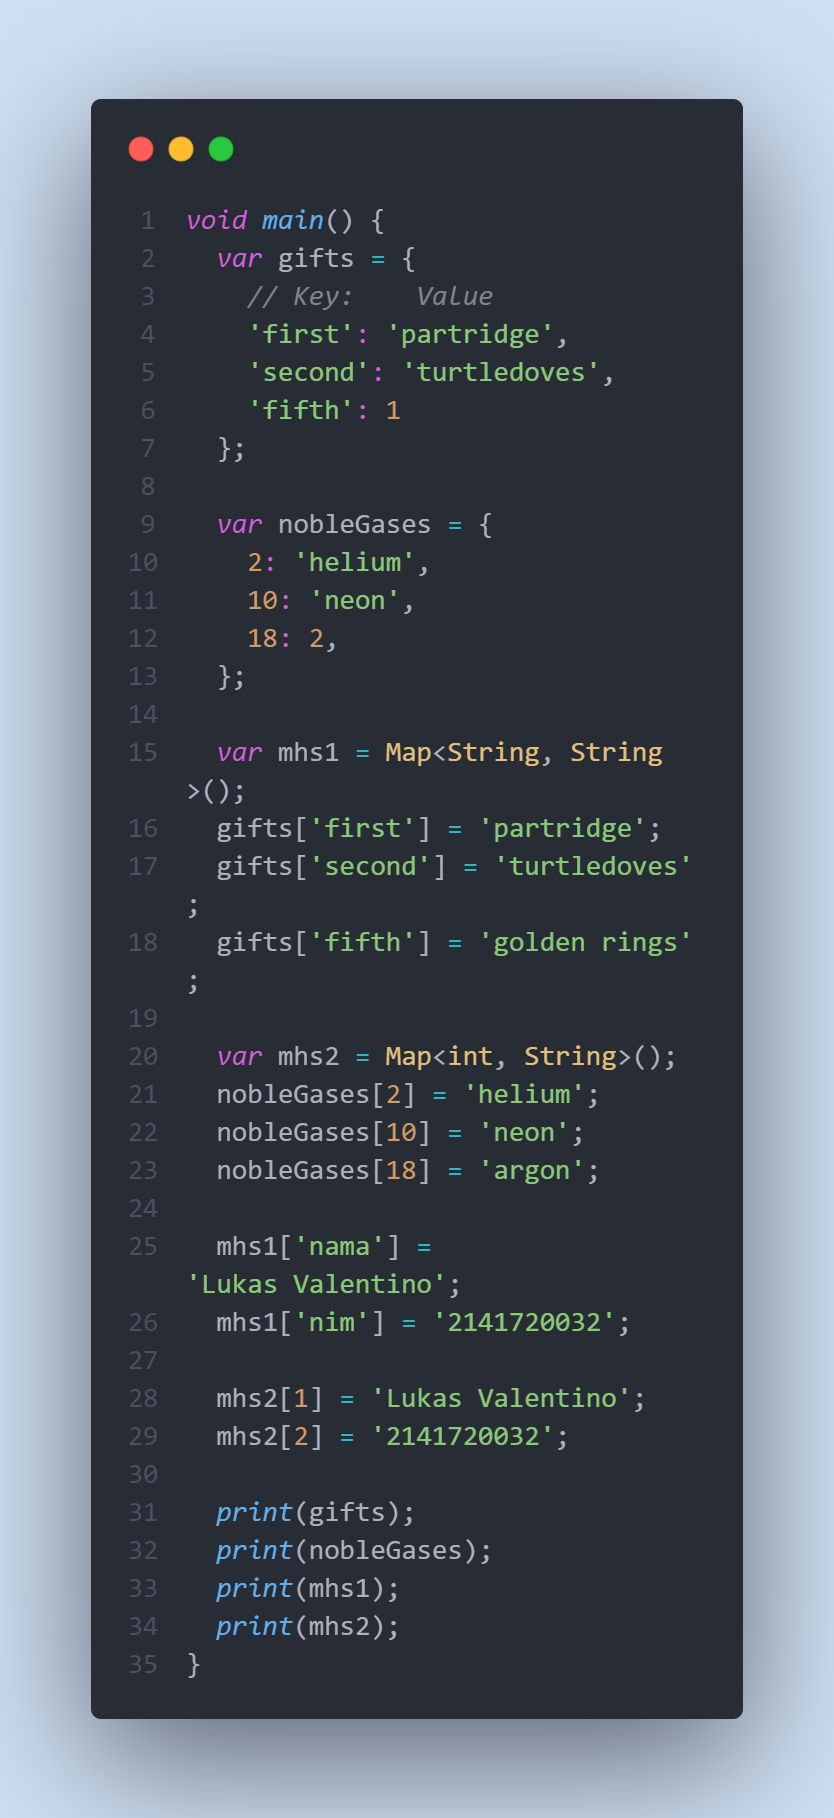 1 void main() {
2   var gifts = {
3     // Key:    Value
4     'first': 'partridge',
5     'second': 'turtledoves',
6     'fifth': 1
7   };
8
9   var nobleGases = {
10     2: 'helium',
11     10: 'neon',
12     18: 2,
13   };
14
15   var mhs1 = Map<String, String
>();
16   gifts['first'] = 'partridge';
17   gifts['second'] = 'turtledoves'
;
18   gifts['fifth'] = 'golden rings'
;
19
20   var mhs2 = Map<int, String>();
21   nobleGases[2] = 'helium';
22   nobleGases[10] = 'neon';
23   nobleGases[18] = 'argon';
24
25   mhs1['nama'] =
'Lukas Valentino';
26   mhs1['nim'] = '2141720032';
27
28   mhs2[1] = 'Lukas Valentino';
29   mhs2[2] = '2141720032';
30
31   print(gifts);
32   print(nobleGases);
33   print(mhs1);
34   print(mhs2);
35 }